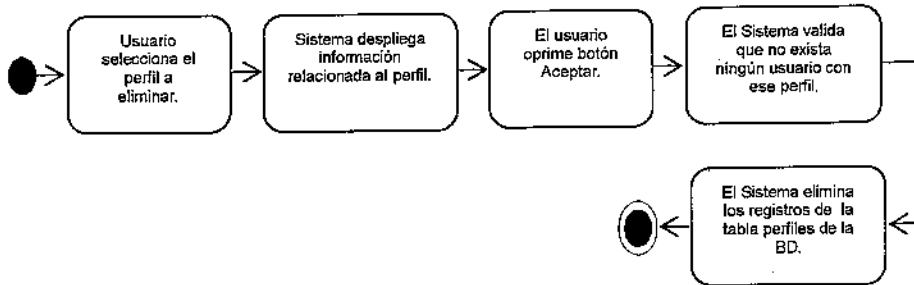 Usuario
selecciona el
perfil a
eliminar.
Sistema despliega
información
relacionada al perfil.
El usuario
oprime botón
Aceptar.
El Sistema valida
que no exista
ningún usuario con
ese perfil.
El Sistema elimina
los registros de la
tabla perfiles de la
BD.